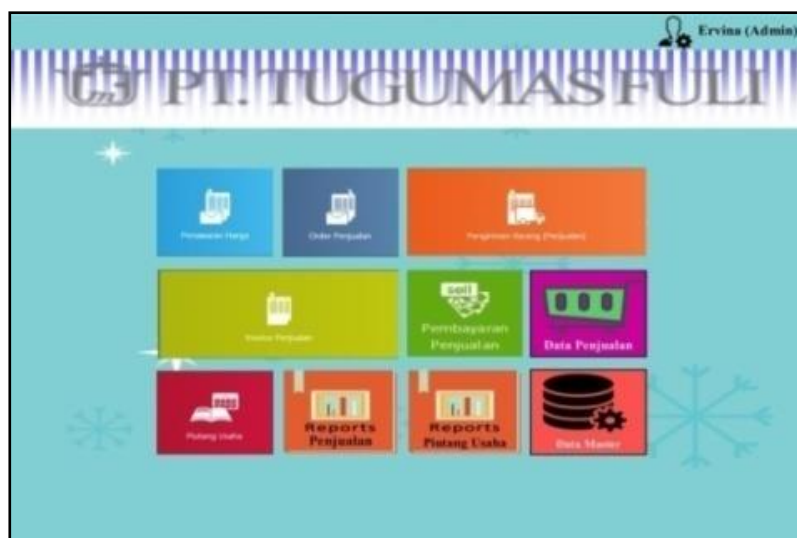 Ervina (Admin)
PT. TUGUMAS FULI
Penawaran Harga
Order Penjualan
Pengiriman Barang (Penjualan)
Invoice Penjualan
sell
Pembayaran
Penjualan
Data Penjualan
Piutang Usaha
Reports
Penjualan
Reports
Piutang Usaha
Data Master